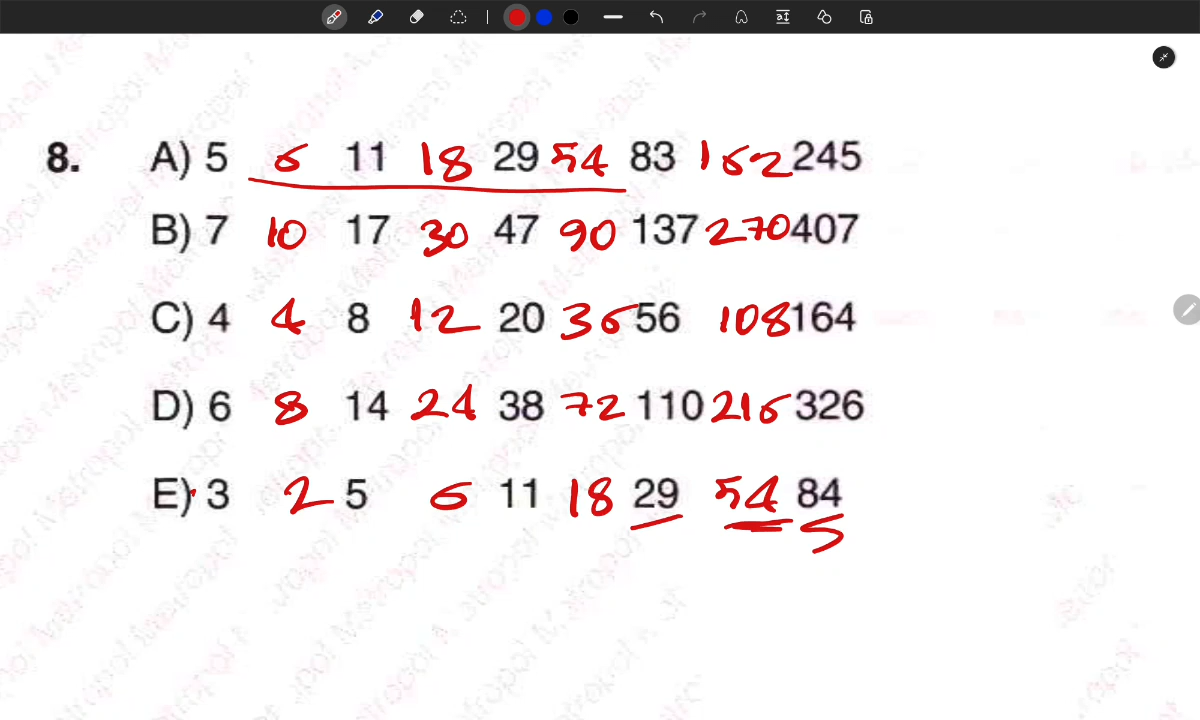 8. A) 5 6 11 18 29 54 83 162 245
B) 7 10 17 30 47 90 137 270 407
C) 4 4 8 12 20 36 56 108 164
D) 6 8 14 24 38 72 110 216 326
E) 3 2 5 6 11 18 29 54 84